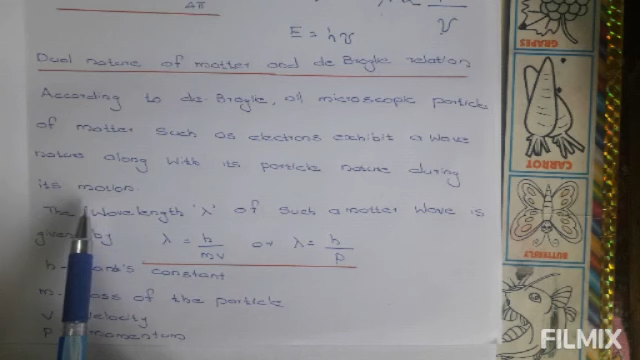 4π
E = hν
Dual nature of matter and de Broglie relation
According to de-Broglie, all microscopic particles
of matter such as electrons exhibit a wave
nature along with its particle nature during
its motion.
The wavelength 'λ' of such a matter wave is
given by λ = h/mv or λ = h/p
constant
m - mass of the particle
velocity
P momentum
GRAPES
CARROT
BUTTERFLY
FILMIX